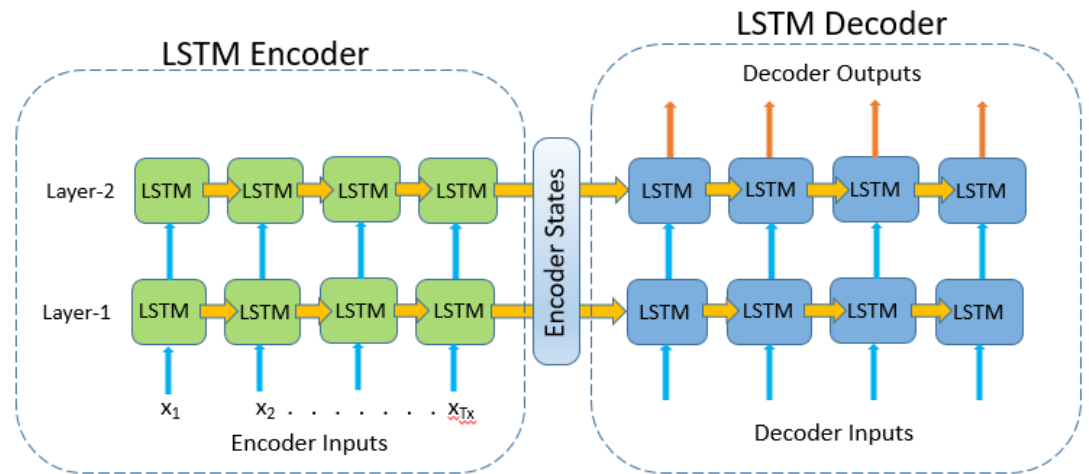 LSTM Encoder
LSTM Decoder
Decoder Outputs
Layer-2
LSTM LSTM LSTM LSTM
LSTM LSTM LSTM LSTM
Layer-1
LSTM LSTM LSTM LSTM
LSTM LSTM LSTM LSTM
Encoder States
x₁ x₂ . . . . . . . x_Tx
Encoder Inputs
Decoder Inputs